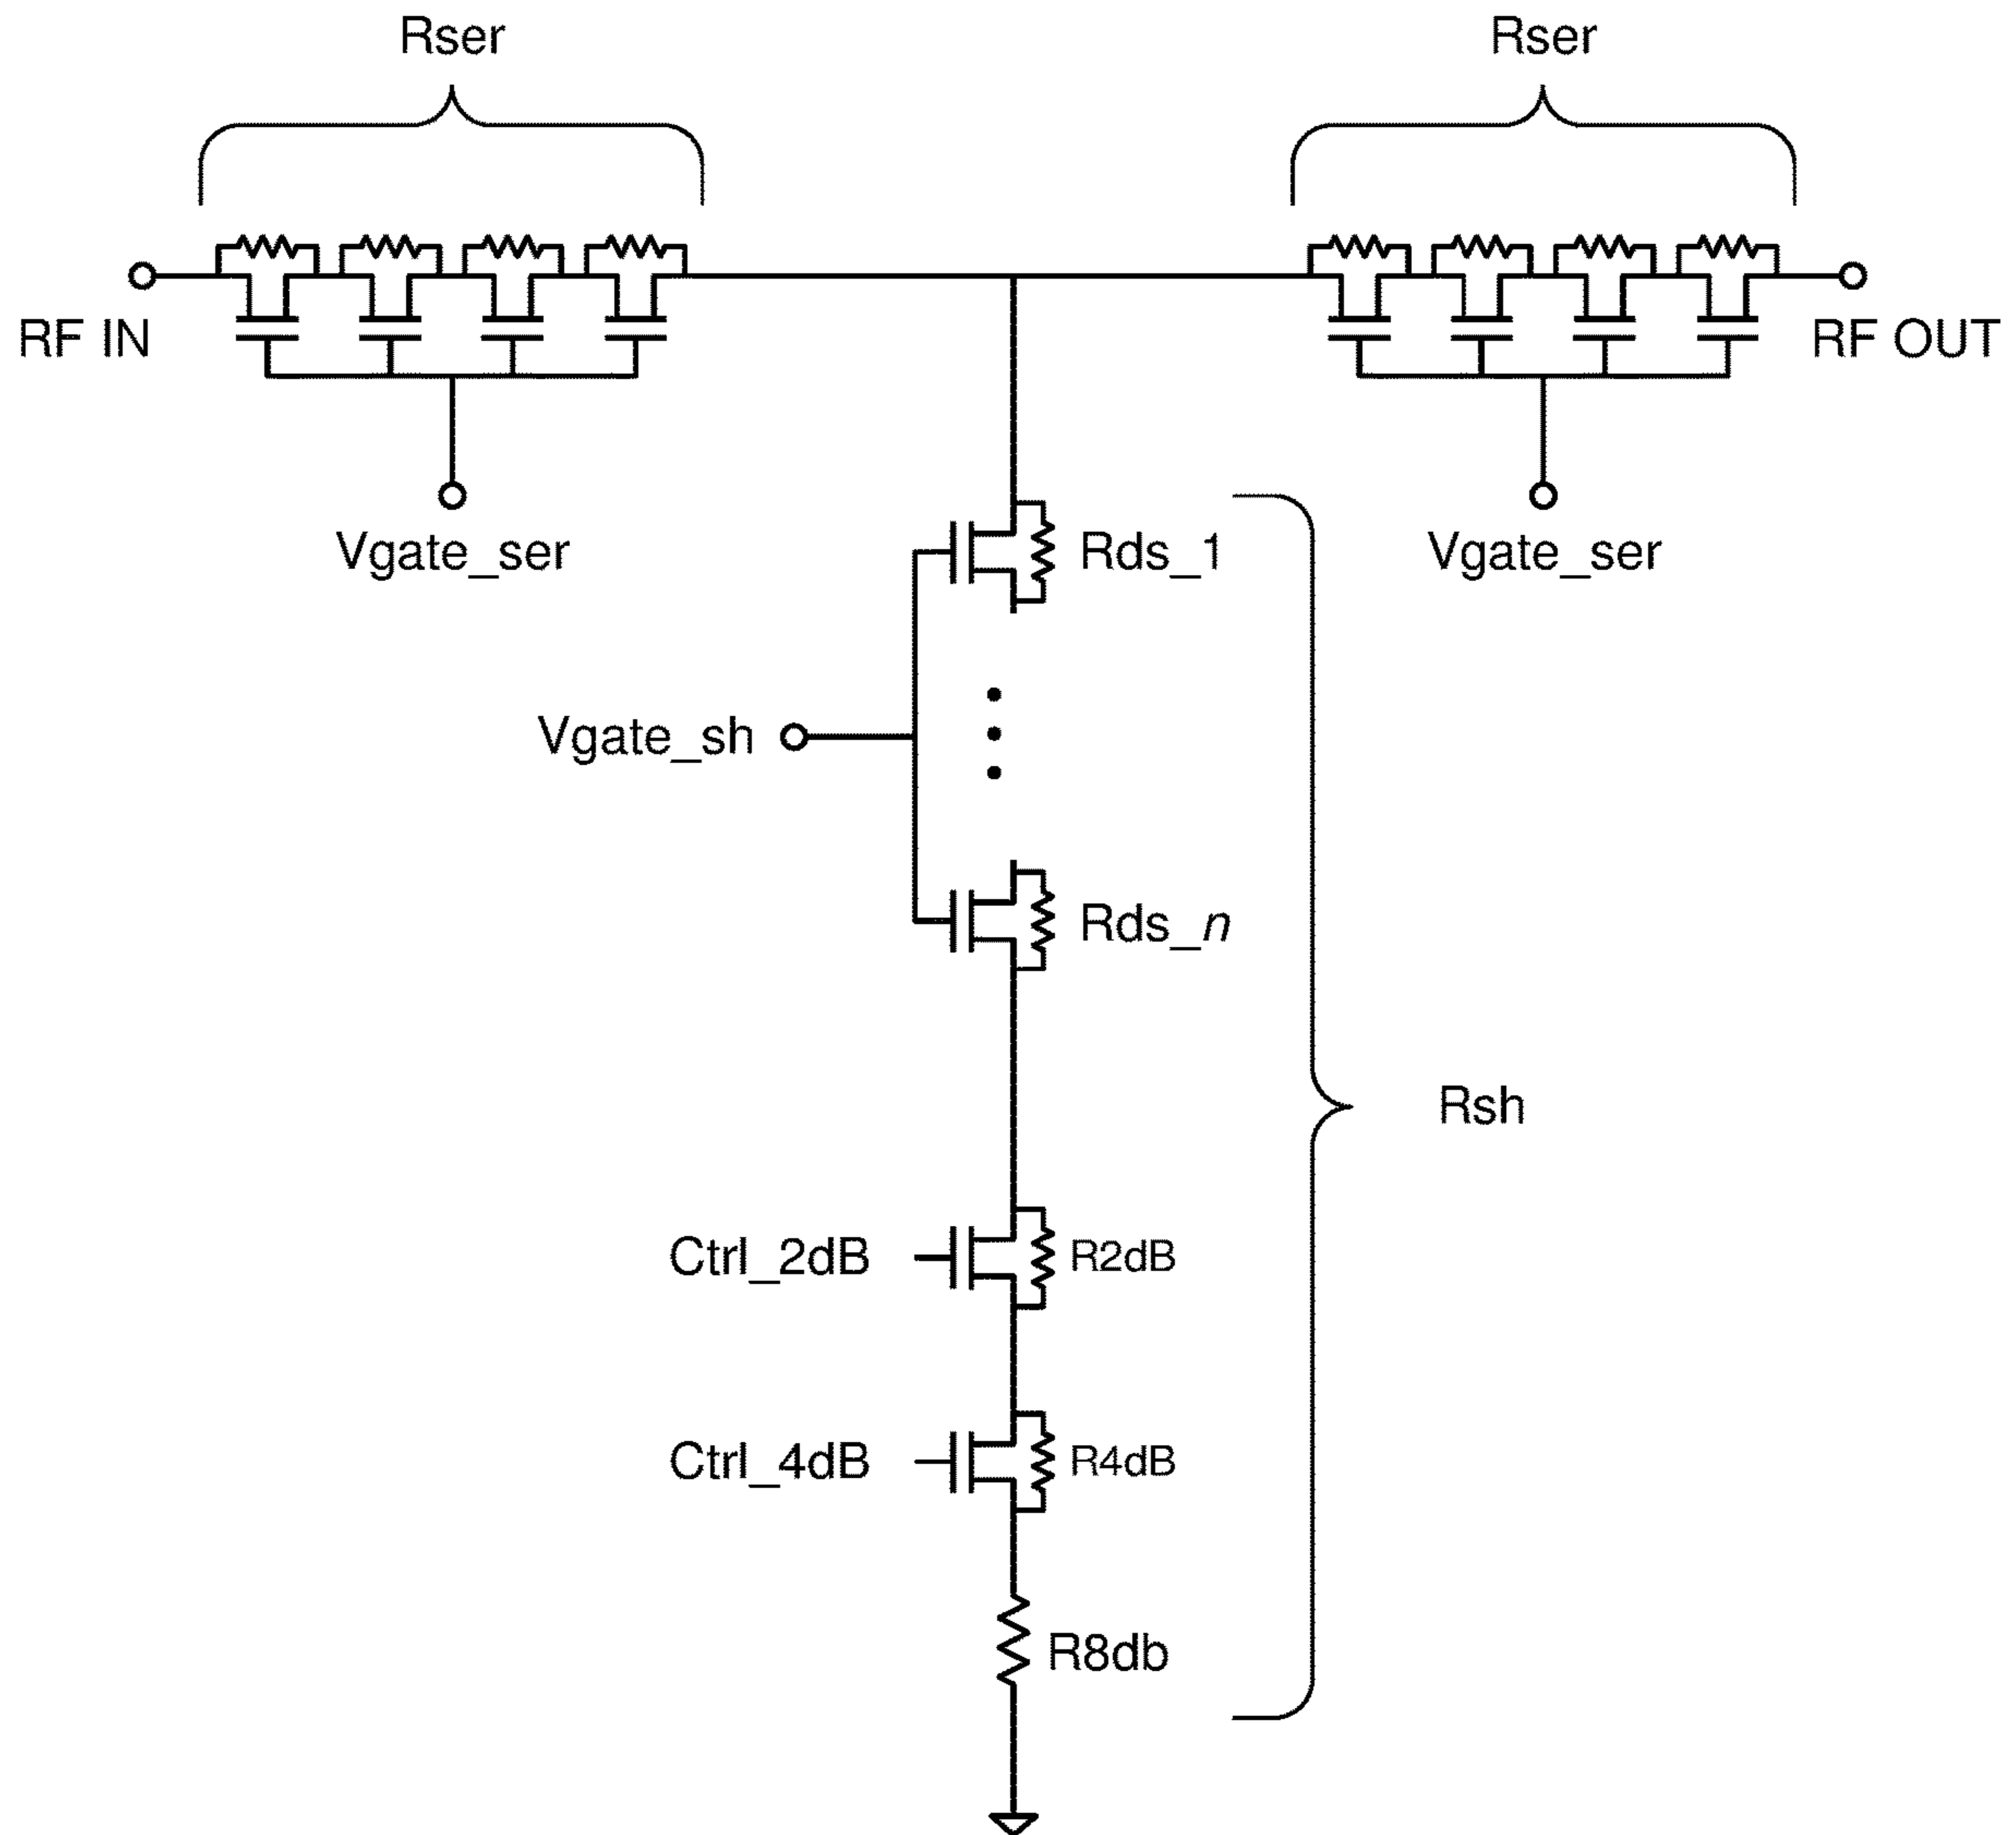 Rser
Rser
RF IN
RF OUT
Vgate_ser
Vgate_ser
Rds_1
Vgate_sh
Rds_n
Rsh
Ctrl_2dB
R2dB
Ctrl_4dB
R4dB
R8db